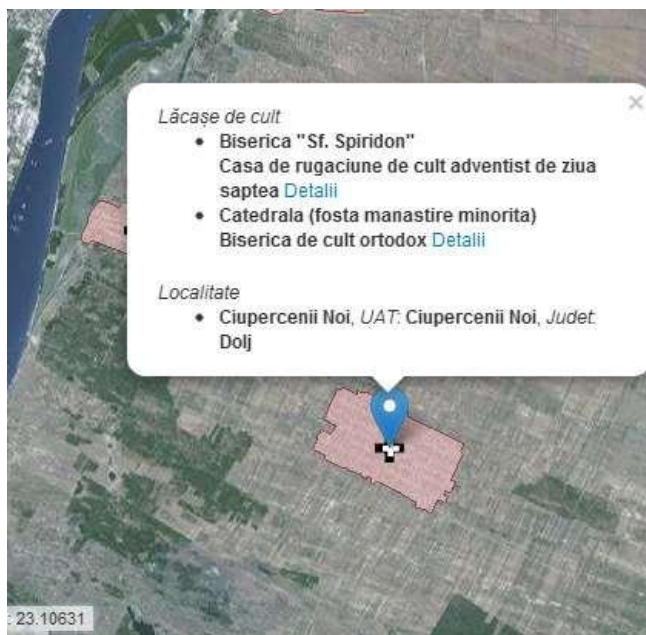 ×
Lăcașe de cult
• Biserica "Sf. Spiridon"
Casa de rugaciune de cult adventist de ziua
saptea Detalii
• Catedrala (fosta manastire minorita)
Biserica de cult ortodox Detalii
Localitate
• Ciupercenii Noi, UAT: Ciupercenii Noi, Judet:
Dolj
: 23.10631